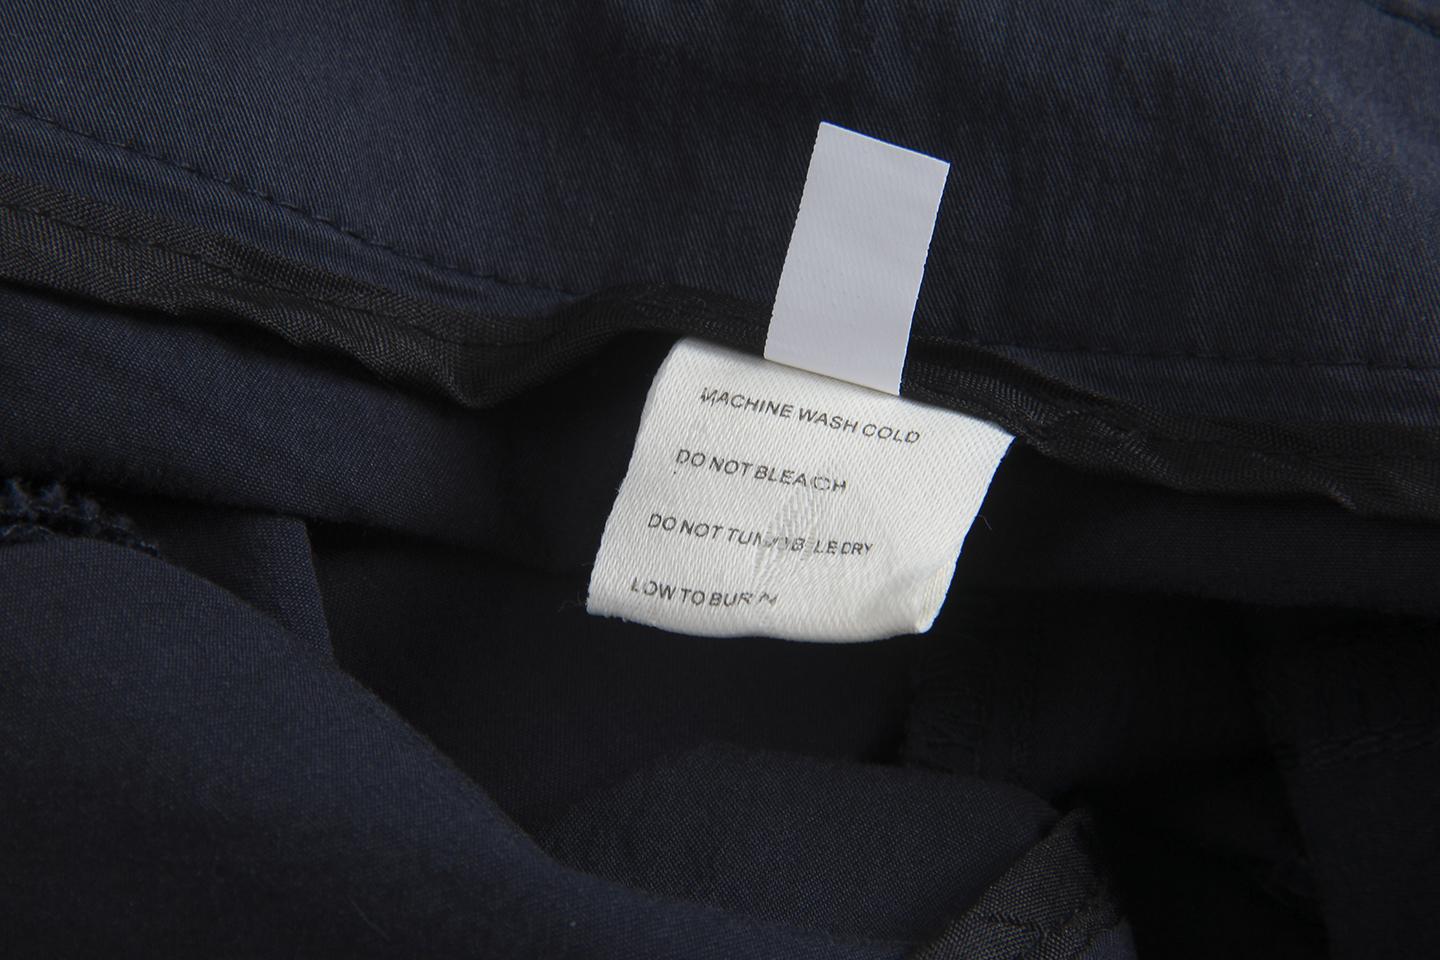 MACHINE WASH COLD
DO NOT BLEACH
DO NOT TUMBLE DRY
LOW TO BURN